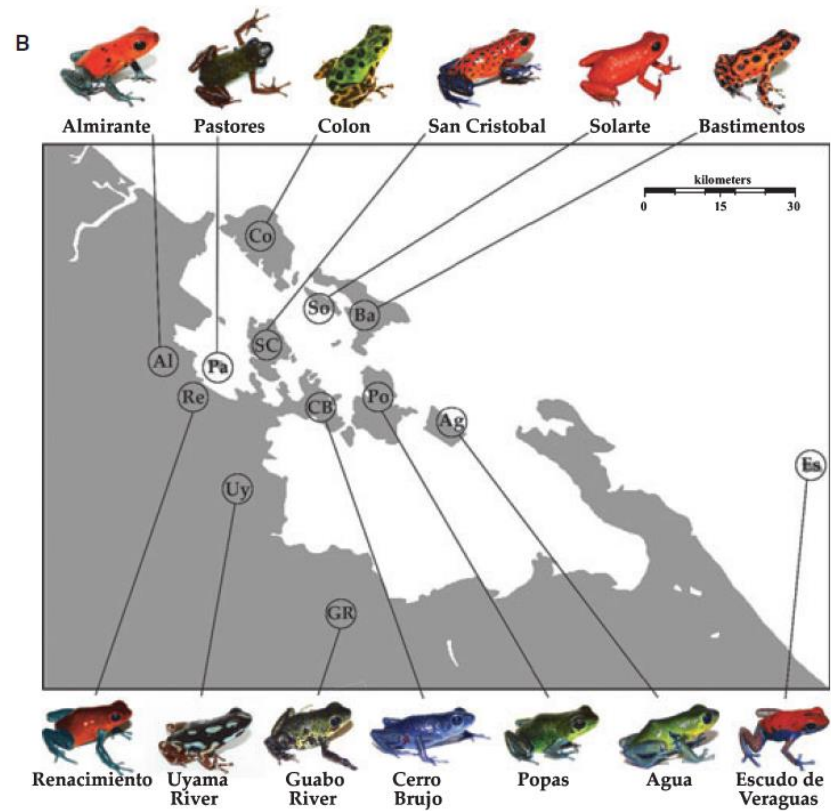 B
Almirante Pastores Colon San Cristobal Solarte Bastimentos
kilometers
0 15 30
Co
So
Ba
SC
Al
Pa
Re
CB
Po
Ag
Es
Uy
GR
Renacimiento Uyama River Guabo River Cerro Brujo Popas Agua Escudo de Veraguas